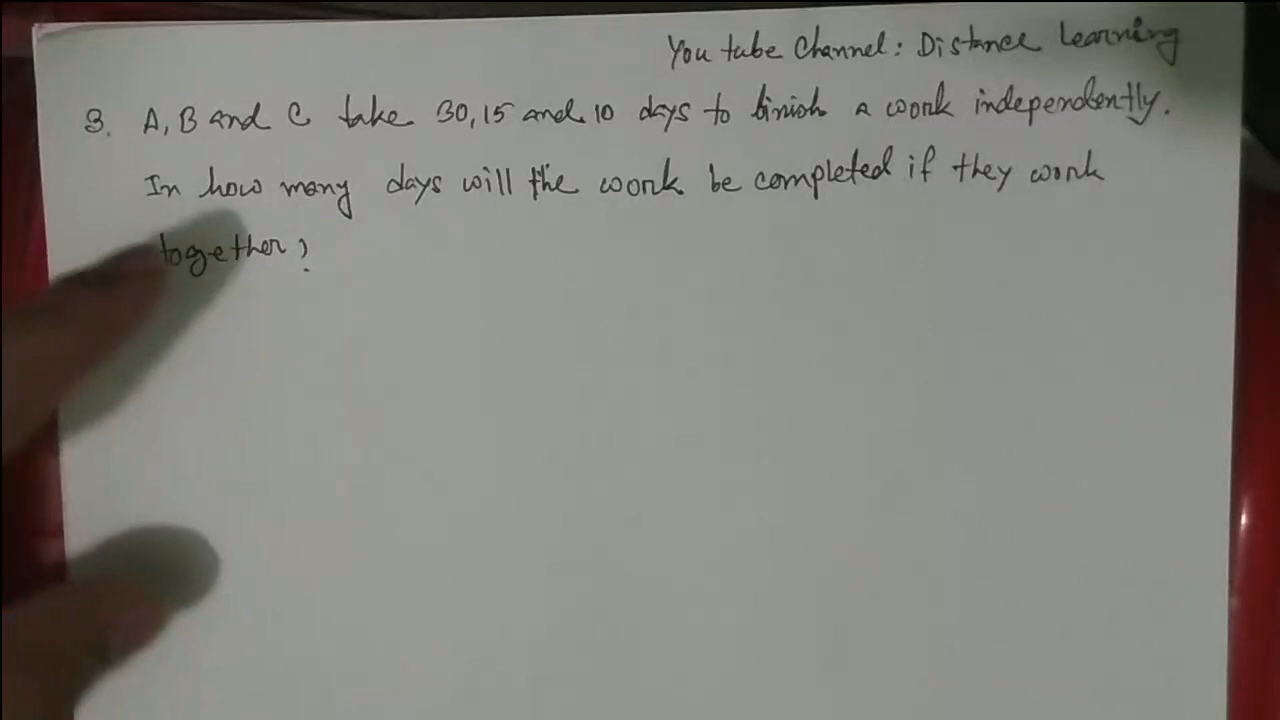 You tube Channel: Distance Learning
3. A, B and C take 30, 15 and 10 days to finish a work independently.
In how many days will the work be completed if they work
together?